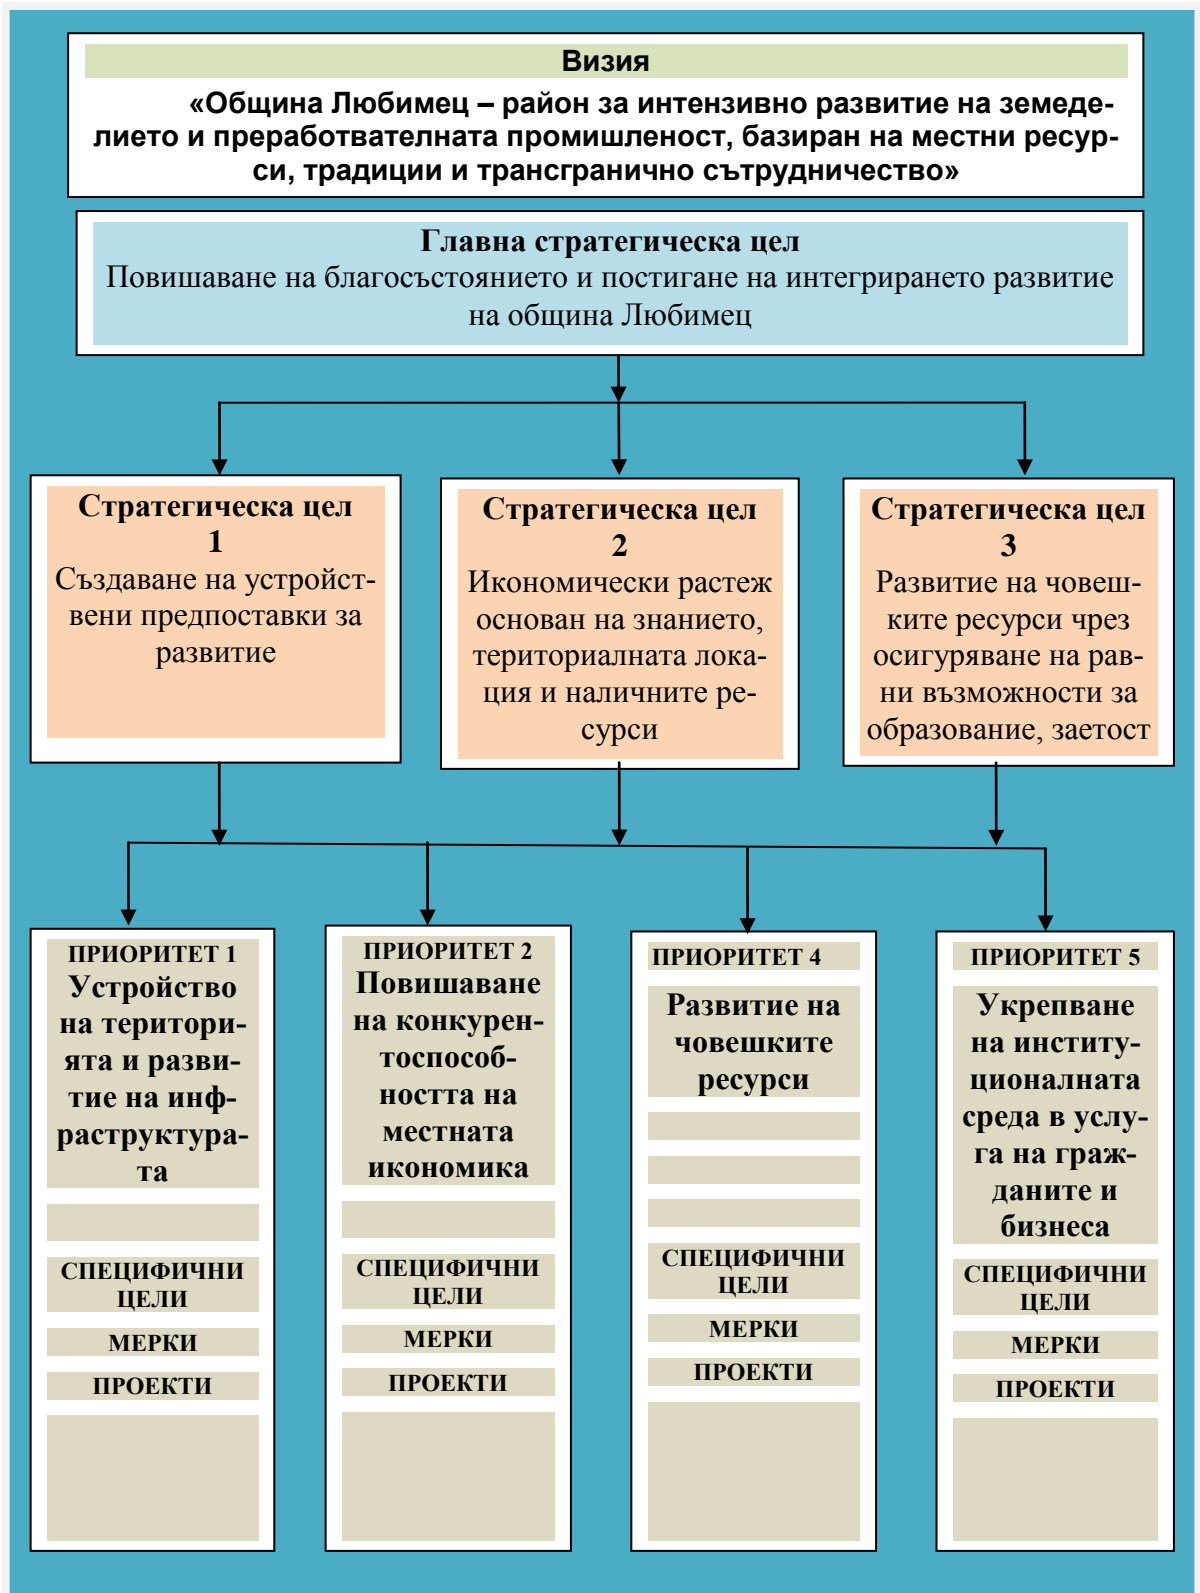 Визия
«Община Любимец – район за интензивно развитие на земеде-
лието и преработвателната промишленост, базиран на местни ресур-
си, традиции и трансгранично сътрудничество»
Главна стратегическа цел
Повишаване на благосъстоянието и постигане на интегрирането развитие
на община Любимец
Стратегическа цел
1
Създаване на устройст-
вени предпоставки за
развитие
Стратегическа цел
2
Икономически растеж
основан на знанието,
териториалната лока-
ция и наличните ре-
сурси
Стратегическа цел
3
Развитие на човеш-
ките ресурси чрез
осигуряване на рав-
ни възможности за
образование, заетост
ПРИОРИТЕТ 1
Устройство
на територи-
ята и разви-
тие на инф-
раструктура-
та
СПЕЦИФИЧНИ
ЦЕЛИ
МЕРКИ
ПРОЕКТИ
ПРИОРИТЕТ 2
Повишаване
на конкурен-
тоспособ-
ността на
местната
икономика
СПЕЦИФИЧНИ
ЦЕЛИ
МЕРКИ
ПРОЕКТИ
ПРИОРИТЕТ 4
Развитие на
човешките
ресурси
СПЕЦИФИЧНИ
ЦЕЛИ
МЕРКИ
ПРОЕКТИ
ПРИОРИТЕТ 5
Укрепване
на институ-
ционалната
среда в услу-
га на граж-
даните и
бизнеса
СПЕЦИФИЧНИ
ЦЕЛИ
МЕРКИ
ПРОЕКТИ